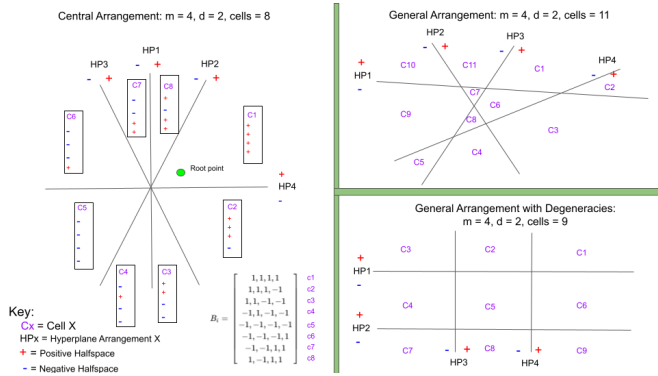 Central Arrangement: m = 4, d = 2, cells = 8
HP1
HP3
HP2
- + - + - +
C7
C8
C6
C1
-
-
-
+
-
-
+
+
+
-
+
+
+
+
+
+
Root point
+
HP4
-
C5
C2
-
-
-
-
+
+
+
-
C4
C3
-
+
-
-
+
+
-
-
B_i =
1, 1, 1, 1 c1
1, 1, 1, -1 c2
1, 1, -1, -1 c3
-1, 1, -1, -1 c4
-1, -1, -1, -1 c5
-1, -1, -1, 1 c6
-1, -1, 1, 1 c7
1, -1, 1, 1 c8
Key:
Cx = Cell X
HPx = Hyperplane Arrangement X
+ = Positive Halfspace
- = Negative Halfspace
General Arrangement: m = 4, d = 2, cells = 11
HP2
HP3
- +
- +
+
HP1
-
C10
C11
C1
HP4
- +
C2
C7
C6
C9
C8
C3
C4
C5
General Arrangement with Degeneracies:
m = 4, d = 2, cells = 9
C3
C2
C1
+
HP1
-
C4
C5
C6
+
HP2
-
C7
- +
C8
- +
C9
HP3
HP4